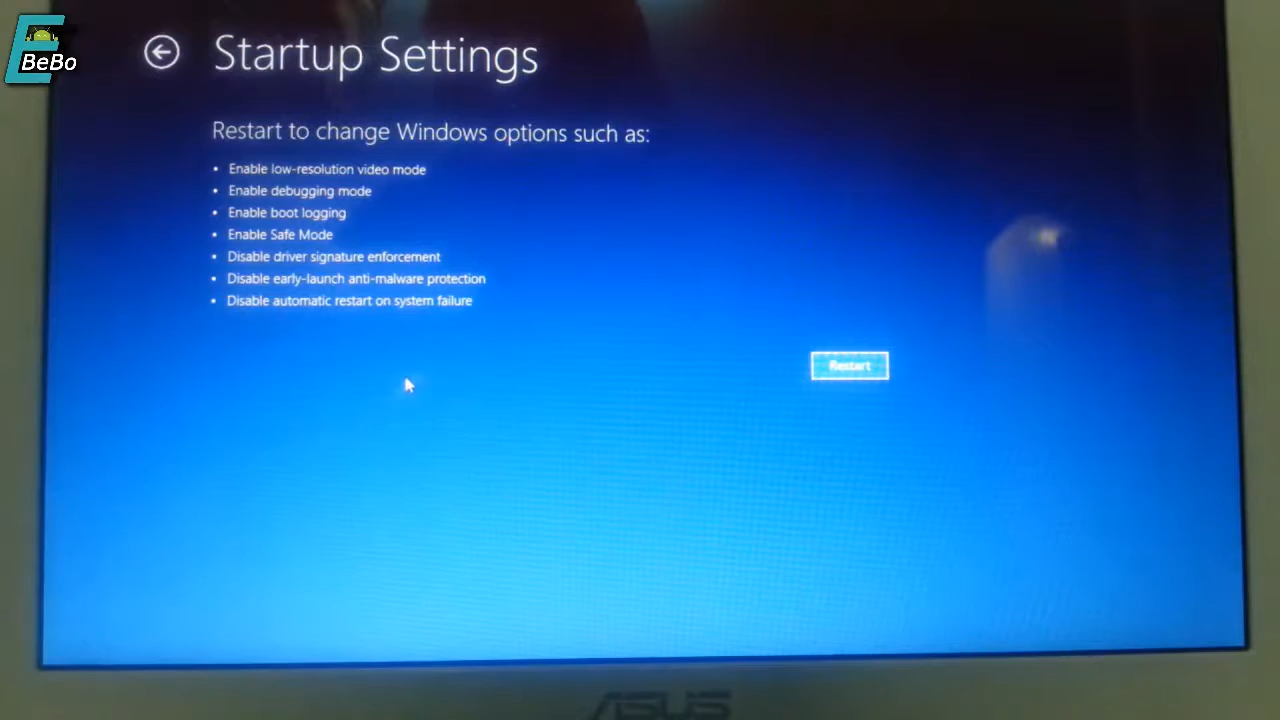 BeBo
Startup Settings
Restart to change Windows options such as:
• Enable low-resolution video mode
• Enable debugging mode
• Enable boot logging
• Enable Safe Mode
• Disable driver signature enforcement
• Disable early-launch anti-malware protection
• Disable automatic restart on system failure
Restart
ASUS